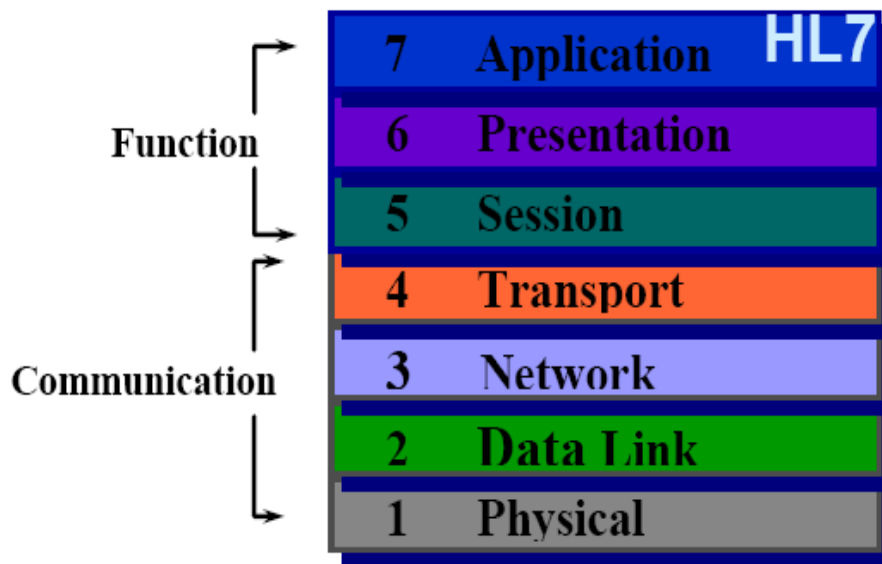 HL7
7 Application
6 Presentation
Function
5 Session
4 Transport
3 Network
Communication
2 Data Link
1 Physical